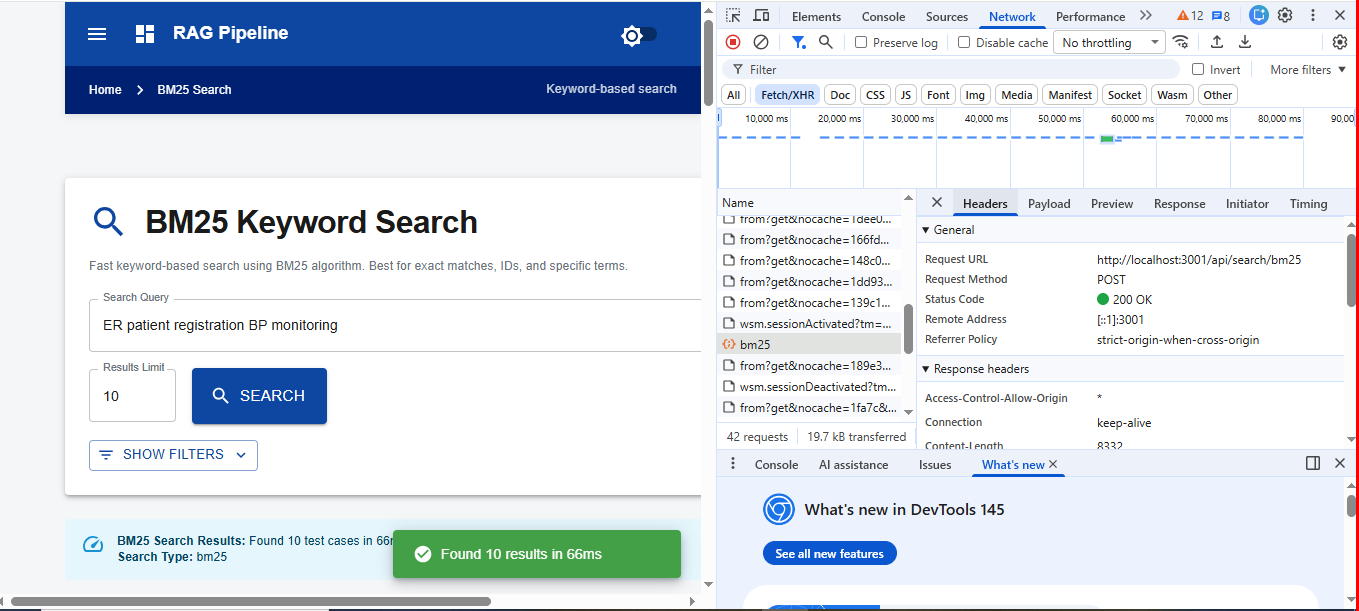 RAG Pipeline
Home > BM25 Search Keyword-based search
BM25 Keyword Search
Fast keyword-based search using BM25 algorithm. Best for exact matches, IDs, and specific terms.
Search Query
ER patient registration BP monitoring
Results Limit
10
SEARCH
SHOW FILTERS
BM25 Search Results: Found 10 test cases in 66
Search Type: bm25
Found 10 results in 66ms
Elements Console Sources Network Performance 12 8
Preserve log Disable cache No throttling
Filter Invert More filters
All Fetch/XHR Doc CSS JS Font Img Media Manifest Socket Wasm Other
10,000 ms 20,000 ms 30,000 ms 40,000 ms 50,000 ms 60,000 ms 70,000 ms 80,000 ms 90,00
Name
from?get&nocache=1dee0...
from?get&nocache=166fd...
from?get&nocache=148c0...
from?get&nocache=1dd93...
from?get&nocache=139c1...
wsm.sessionActivated?tm=...
bm25
from?get&nocache=189e3...
wsm.sessionDeactivated?tm...
from?get&nocache=1fa7c&...
42 requests 19.7 kB transferred
Headers Payload Preview Response Initiator Timing
General
Request URL http://localhost:3001/api/search/bm25
Request Method POST
Status Code 200 OK
Remote Address [::1]:3001
Referrer Policy strict-origin-when-cross-origin
Response headers
Access-Control-Allow-Origin *
Connection keep-alive
Content-Length 8332
Console AI assistance Issues What's new
What's new in DevTools 145
See all new features